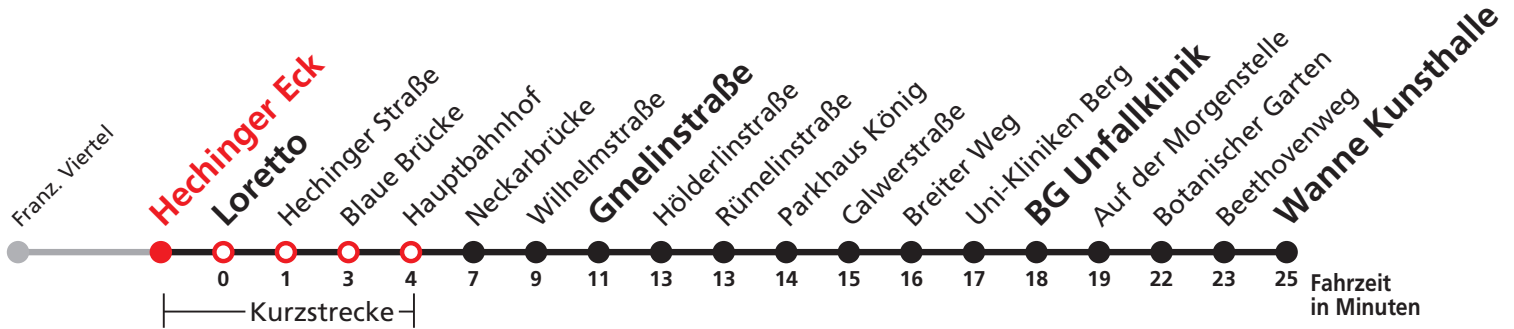 Franz. Viertel
Hechinger Eck
Loretto
Hechinger Straße
Blaue Brücke
Hauptbahnhof
Neckarbrücke
Wilhelmstraße
Gmelinstraße
Hölderlinstraße
Rümelinstraße
Parkhaus König
Calwerstraße
Breiter Weg
Uni-Kliniken Berg
BG Unfallklinik
Auf der Morgenstelle
Botanischer Garten
Beethovenweg
Wanne Kunsthalle
0 1 3 4 7 9 11 13 13 14 15 16 17 18 19 22 23 25
Fahrzeit
in Minuten
Kurzstrecke